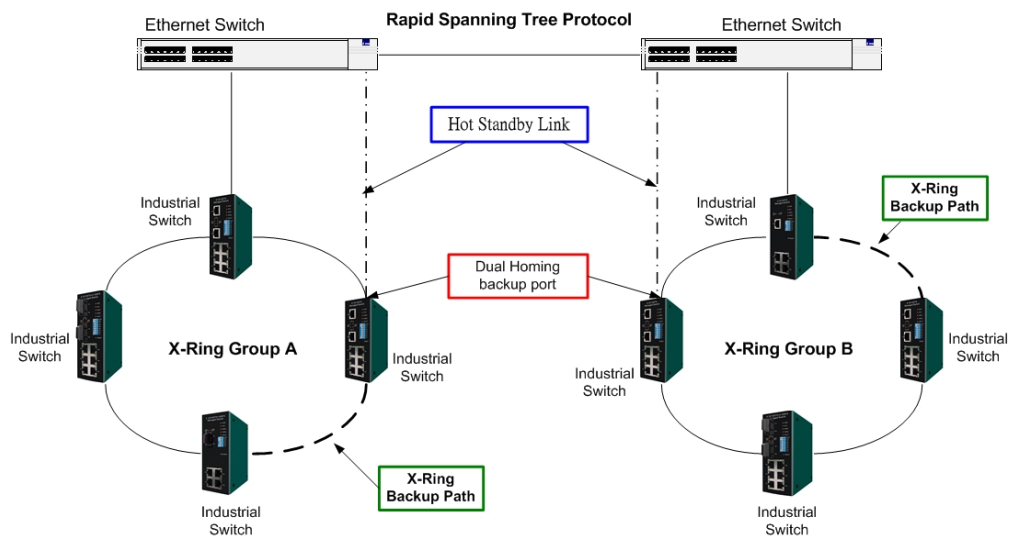 Rapid Spanning Tree Protocol
Ethernet Switch
Ethernet Switch
Hot Standby Link
Industrial
Switch
Industrial
Switch
X-Ring
Backup Path
Dual Homing
backup port
Industrial
Switch
X-Ring Group A
Industrial
Switch
Industrial
Switch
X-Ring Group B
Industrial
Switch
X-Ring
Backup Path
Industrial
Switch
Industrial
Switch